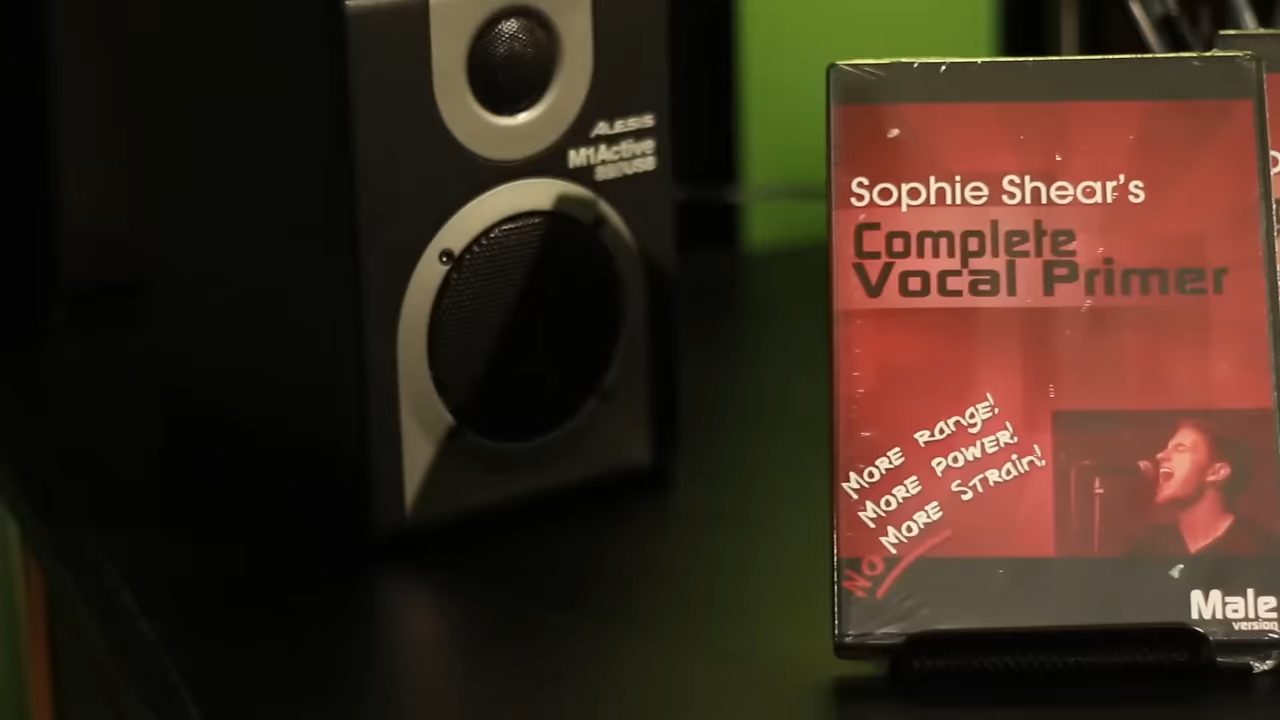 ALESIS
M1Active
Sophie Shear's
Complete
Vocal Primer
MORE RANGE!
MORE POWER!
NO MORE STRAIN!
Male
version